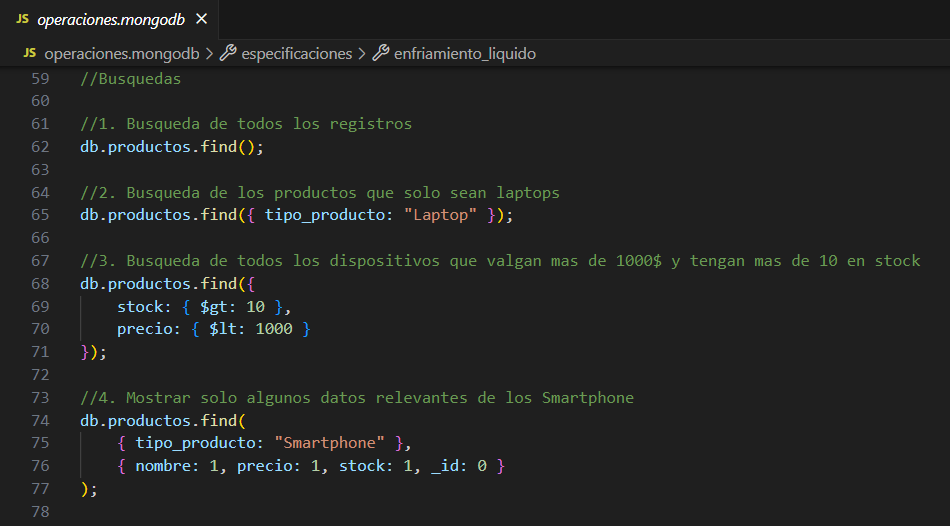 JS operaciones.mongodb ×
JS operaciones.mongodb > especificaciones > enfriamiento_liquido
59 //Busquedas
60
61 //1. Busqueda de todos los registros
62 db.productos.find();
63
64 //2. Busqueda de los productos que solo sean laptops
65 db.productos.find({ tipo_producto: "Laptop" });
66
67 //3. Busqueda de todos los dispositivos que valgan mas de 1000$ y tengan mas de 10 en stock
68 db.productos.find({
69     stock: { $gt: 10 },
70     precio: { $lt: 1000 }
71 });
72
73 //4. Mostrar solo algunos datos relevantes de los Smartphone
74 db.productos.find(
75     { tipo_producto: "Smartphone" },
76     { nombre: 1, precio: 1, stock: 1, _id: 0 }
77 );
78